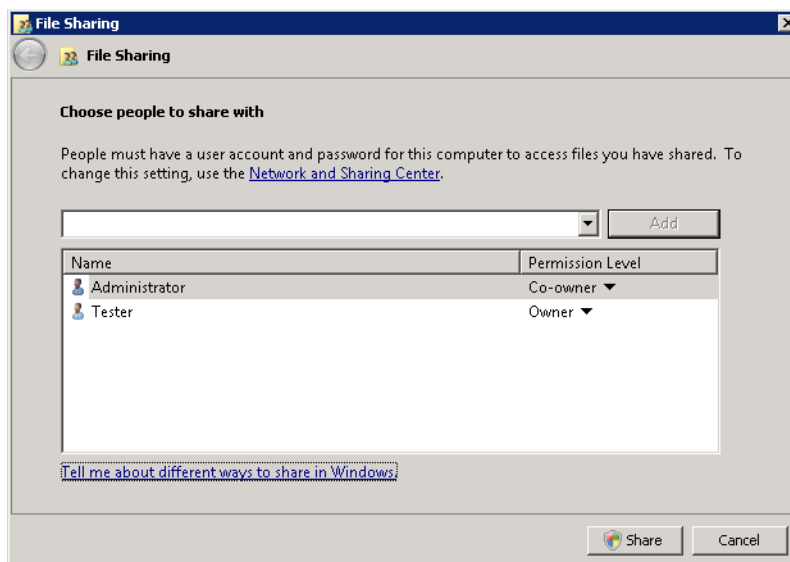 File Sharing
File Sharing
Choose people to share with
People must have a user account and password for this computer to access files you have shared. To
change this setting, use the Network and Sharing Center.
Add
Name Permission Level
Administrator Co-owner
Tester Owner
Tell me about different ways to share in Windows.
Share Cancel